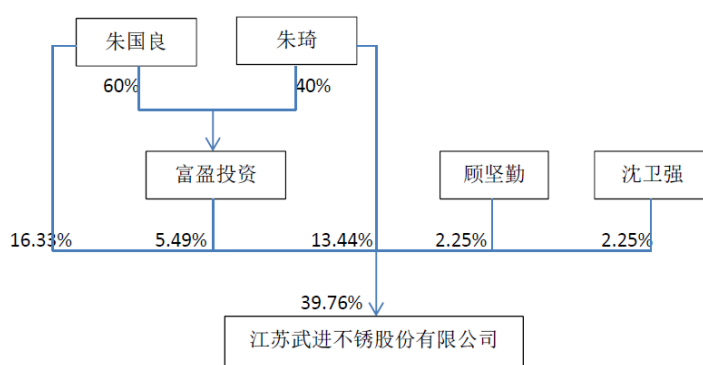 朱国良
朱琦
60%
40%
富盈投资
顾坚勤
沈卫强
16.33%
5.49%
13.44%
2.25%
2.25%
39.76%
江苏武进不锈股份有限公司